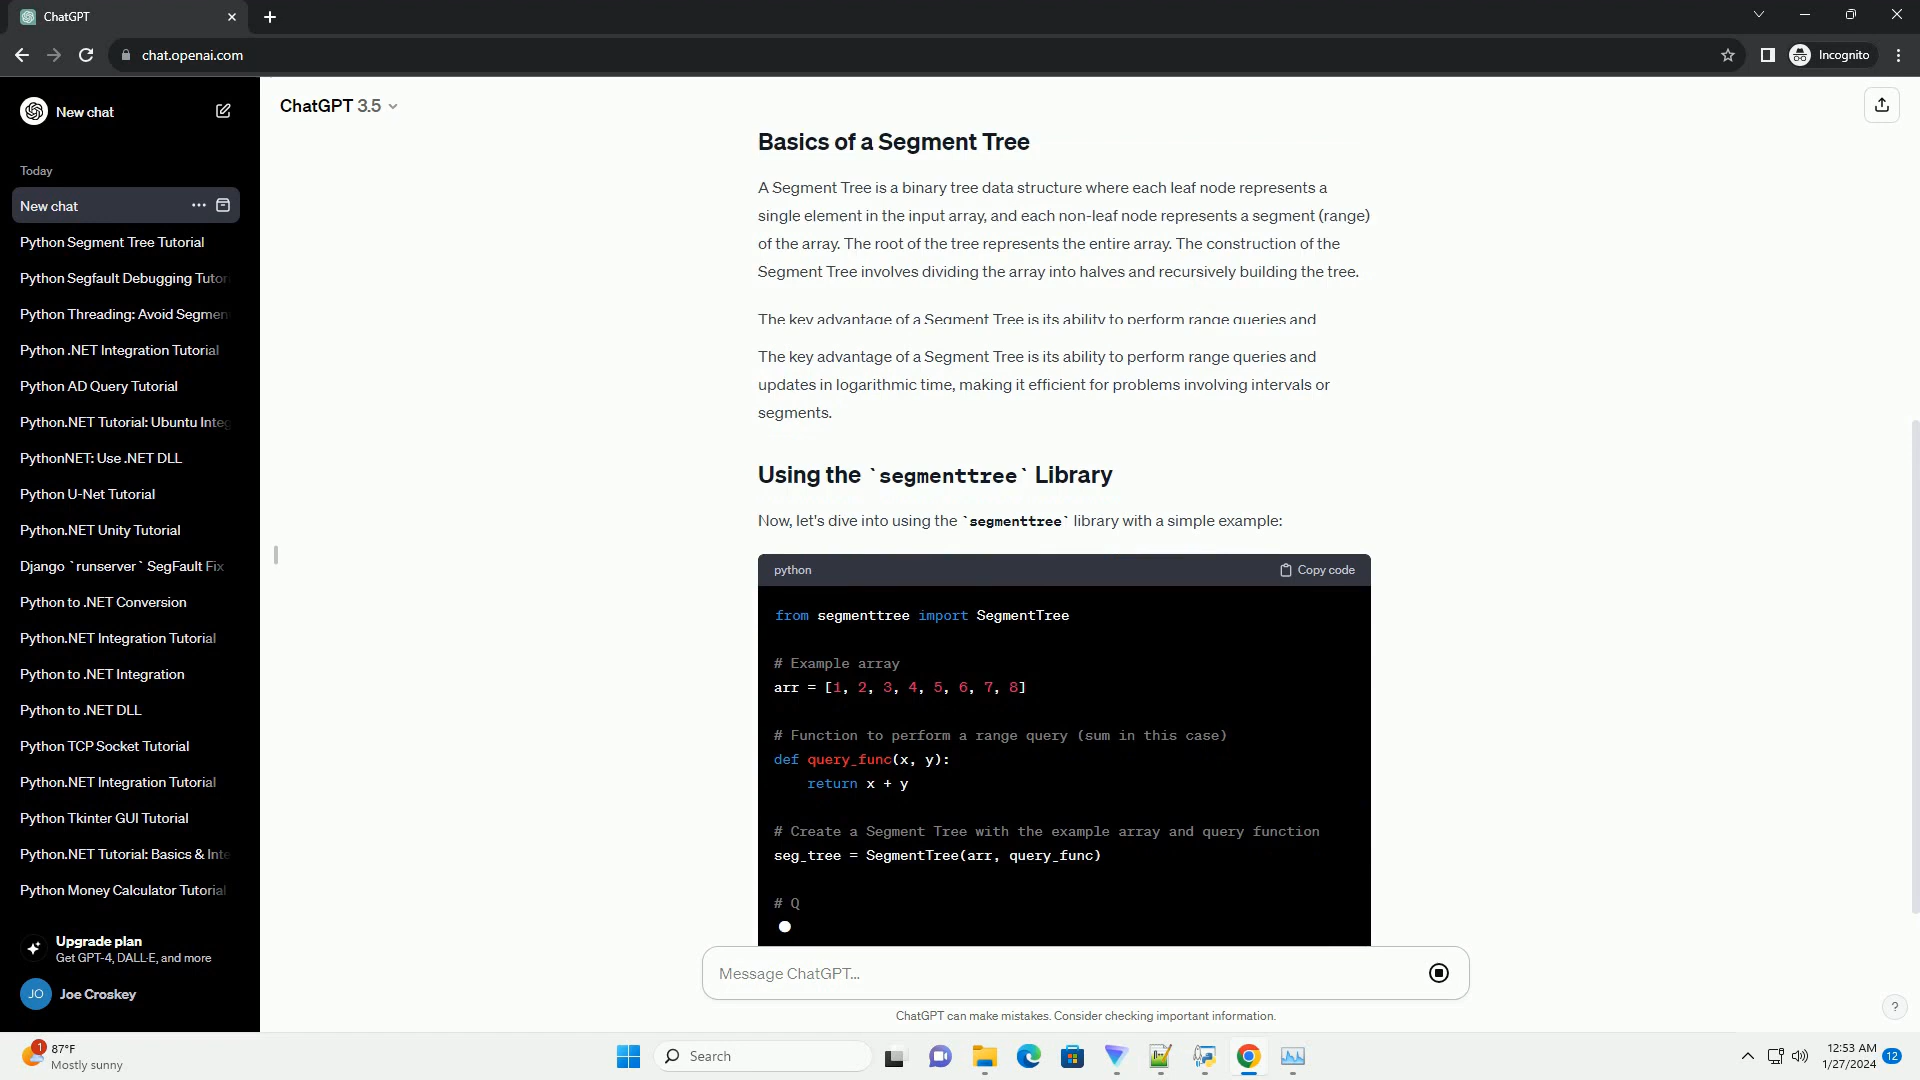 ChatGPT
chat.openai.com
Incognito
New chat
ChatGPT 3.5
Today
New chat
Python Segment Tree Tutorial
Python Segfault Debugging Tutor
Python Threading: Avoid Segmen
Python .NET Integration Tutorial
Python AD Query Tutorial
Python.NET Tutorial: Ubuntu Integ
PythonNET: Use .NET DLL
Python U-Net Tutorial
Python.NET Unity Tutorial
Django `runserver` SegFault Fix
Python to .NET Conversion
Python.NET Integration Tutorial
Python to .NET Integration
Python to .NET DLL
Python TCP Socket Tutorial
Python.NET Integration Tutorial
Python Tkinter GUI Tutorial
Python.NET Tutorial: Basics & Inte
Python Money Calculator Tutorial
Upgrade plan
Get GPT-4, DALL·E, and more
JO Joe Croskey
Basics of a Segment Tree
A Segment Tree is a binary tree data structure where each leaf node represents a
single element in the input array, and each non-leaf node represents a segment (range)
of the array. The root of the tree represents the entire array. The construction of the
Segment Tree involves dividing the array into halves and recursively building the tree.
The key advantage of a Segment Tree is its ability to perform range queries and
The key advantage of a Segment Tree is its ability to perform range queries and
updates in logarithmic time, making it efficient for problems involving intervals or
segments.
Using the `segmenttree` Library
Now, let's dive into using the `segmenttree` library with a simple example:
python Copy code
from segmenttree import SegmentTree
# Example array
arr = [1, 2, 3, 4, 5, 6, 7, 8]
# Function to perform a range query (sum in this case)
def query_func(x, y):
    return x + y
# Create a Segment Tree with the example array and query function
seg_tree = SegmentTree(arr, query_func)
# Q
Message ChatGPT...
ChatGPT can make mistakes. Consider checking important information.
?
1
87°F
Mostly sunny
Search
12:53 AM
1/27/2024
12